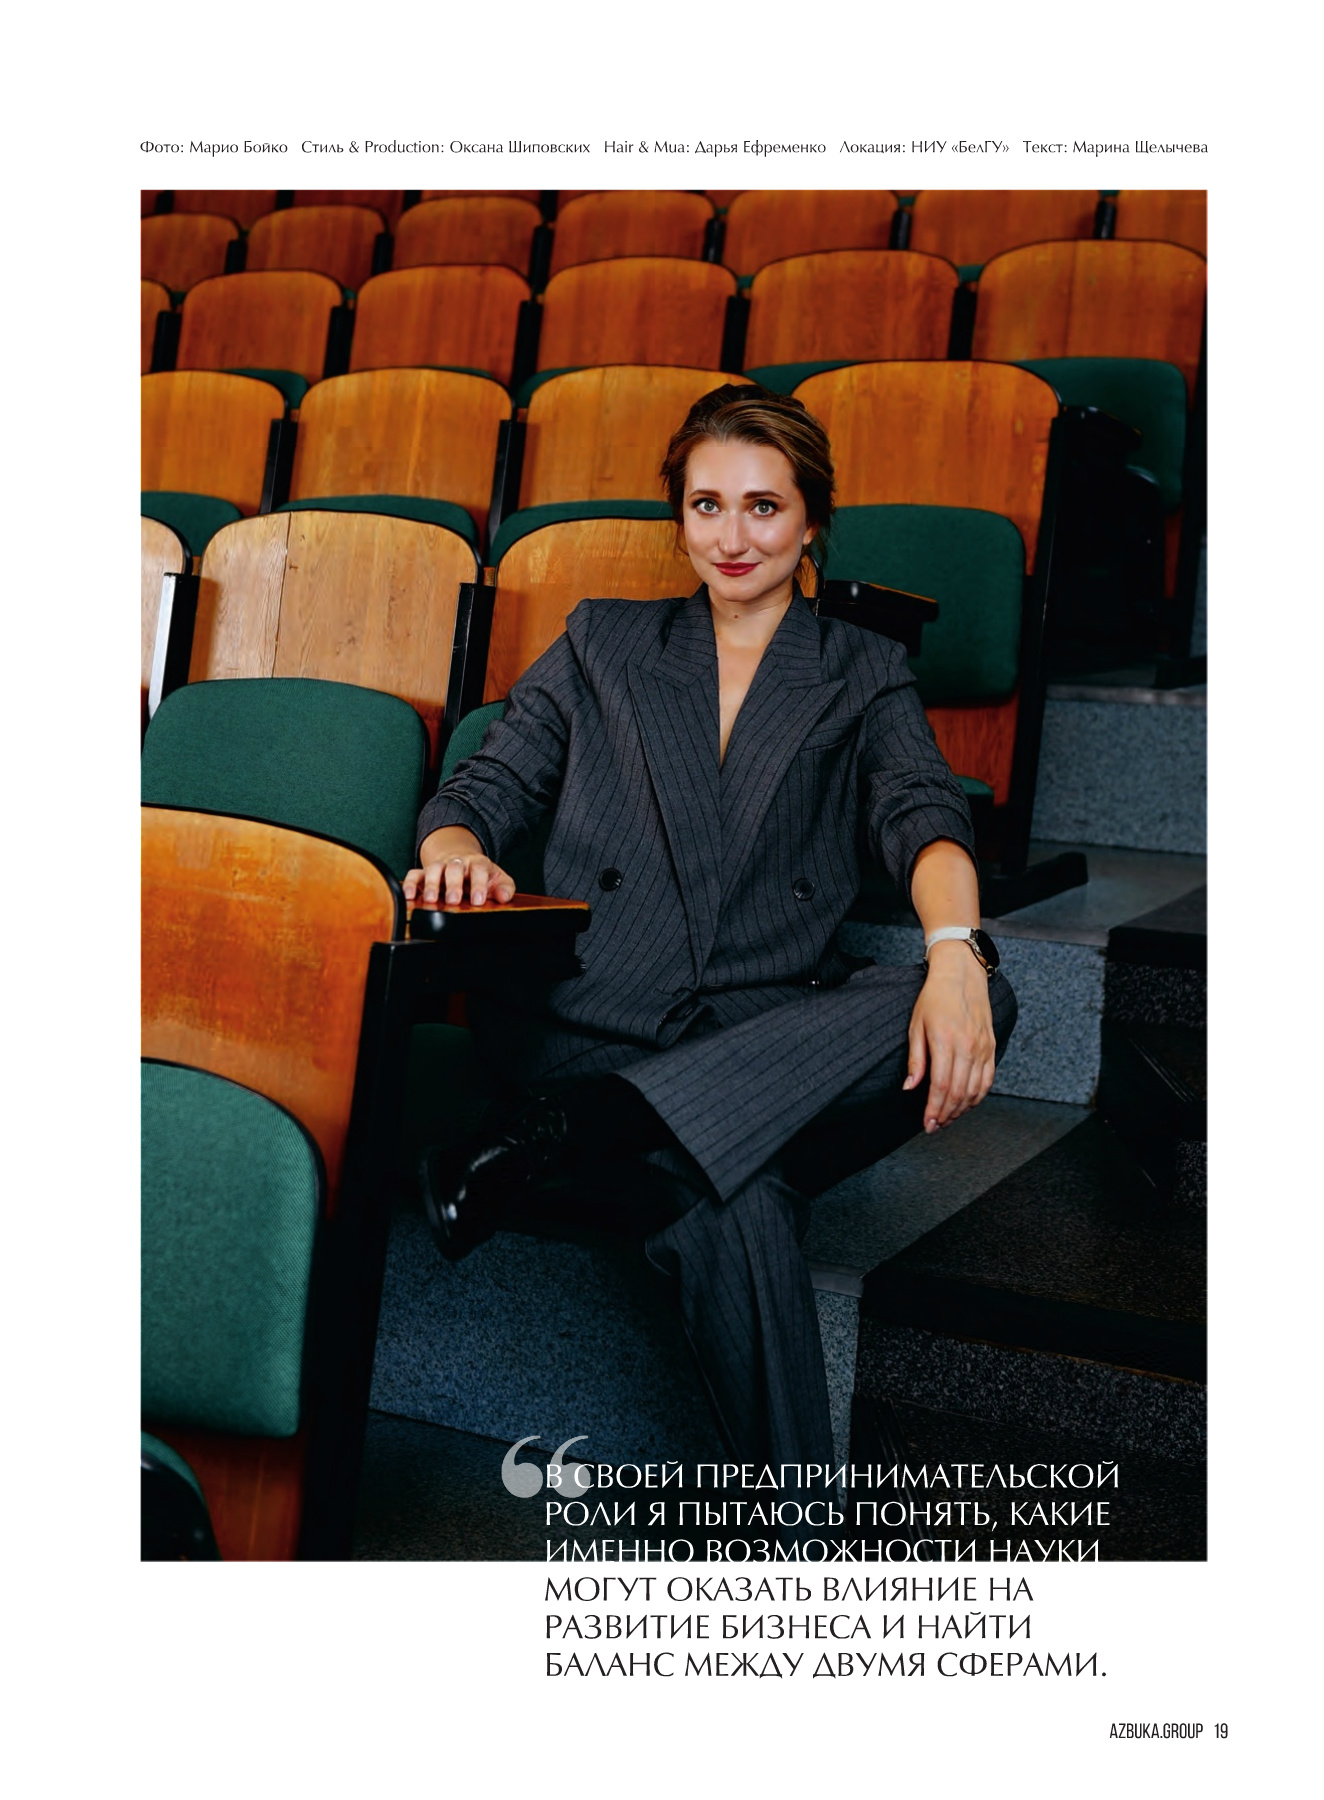 Фото: Марио Бойко Стиль & Production: Оксана Шиповских Hair & Mua: Дарья Ефременко Локация: НИУ «БелГУ» Текст: Марина Щелычева
“В СВОЕЙ ПРЕДПРИНИМАТЕЛЬСКОЙ
РОЛИ Я ПЫТАЮСЬ ПОНЯТЬ, КАКИЕ
ИМЕННО ВОЗМОЖНОСТИ НАУКИ
МОГУТ ОКАЗАТЬ ВЛИЯНИЕ НА
РАЗВИТИЕ БИЗНЕСА И НАЙТИ
БАЛАНС МЕЖДУ ДВУМЯ СФЕРАМИ.
AZBUKA.GROUP 19